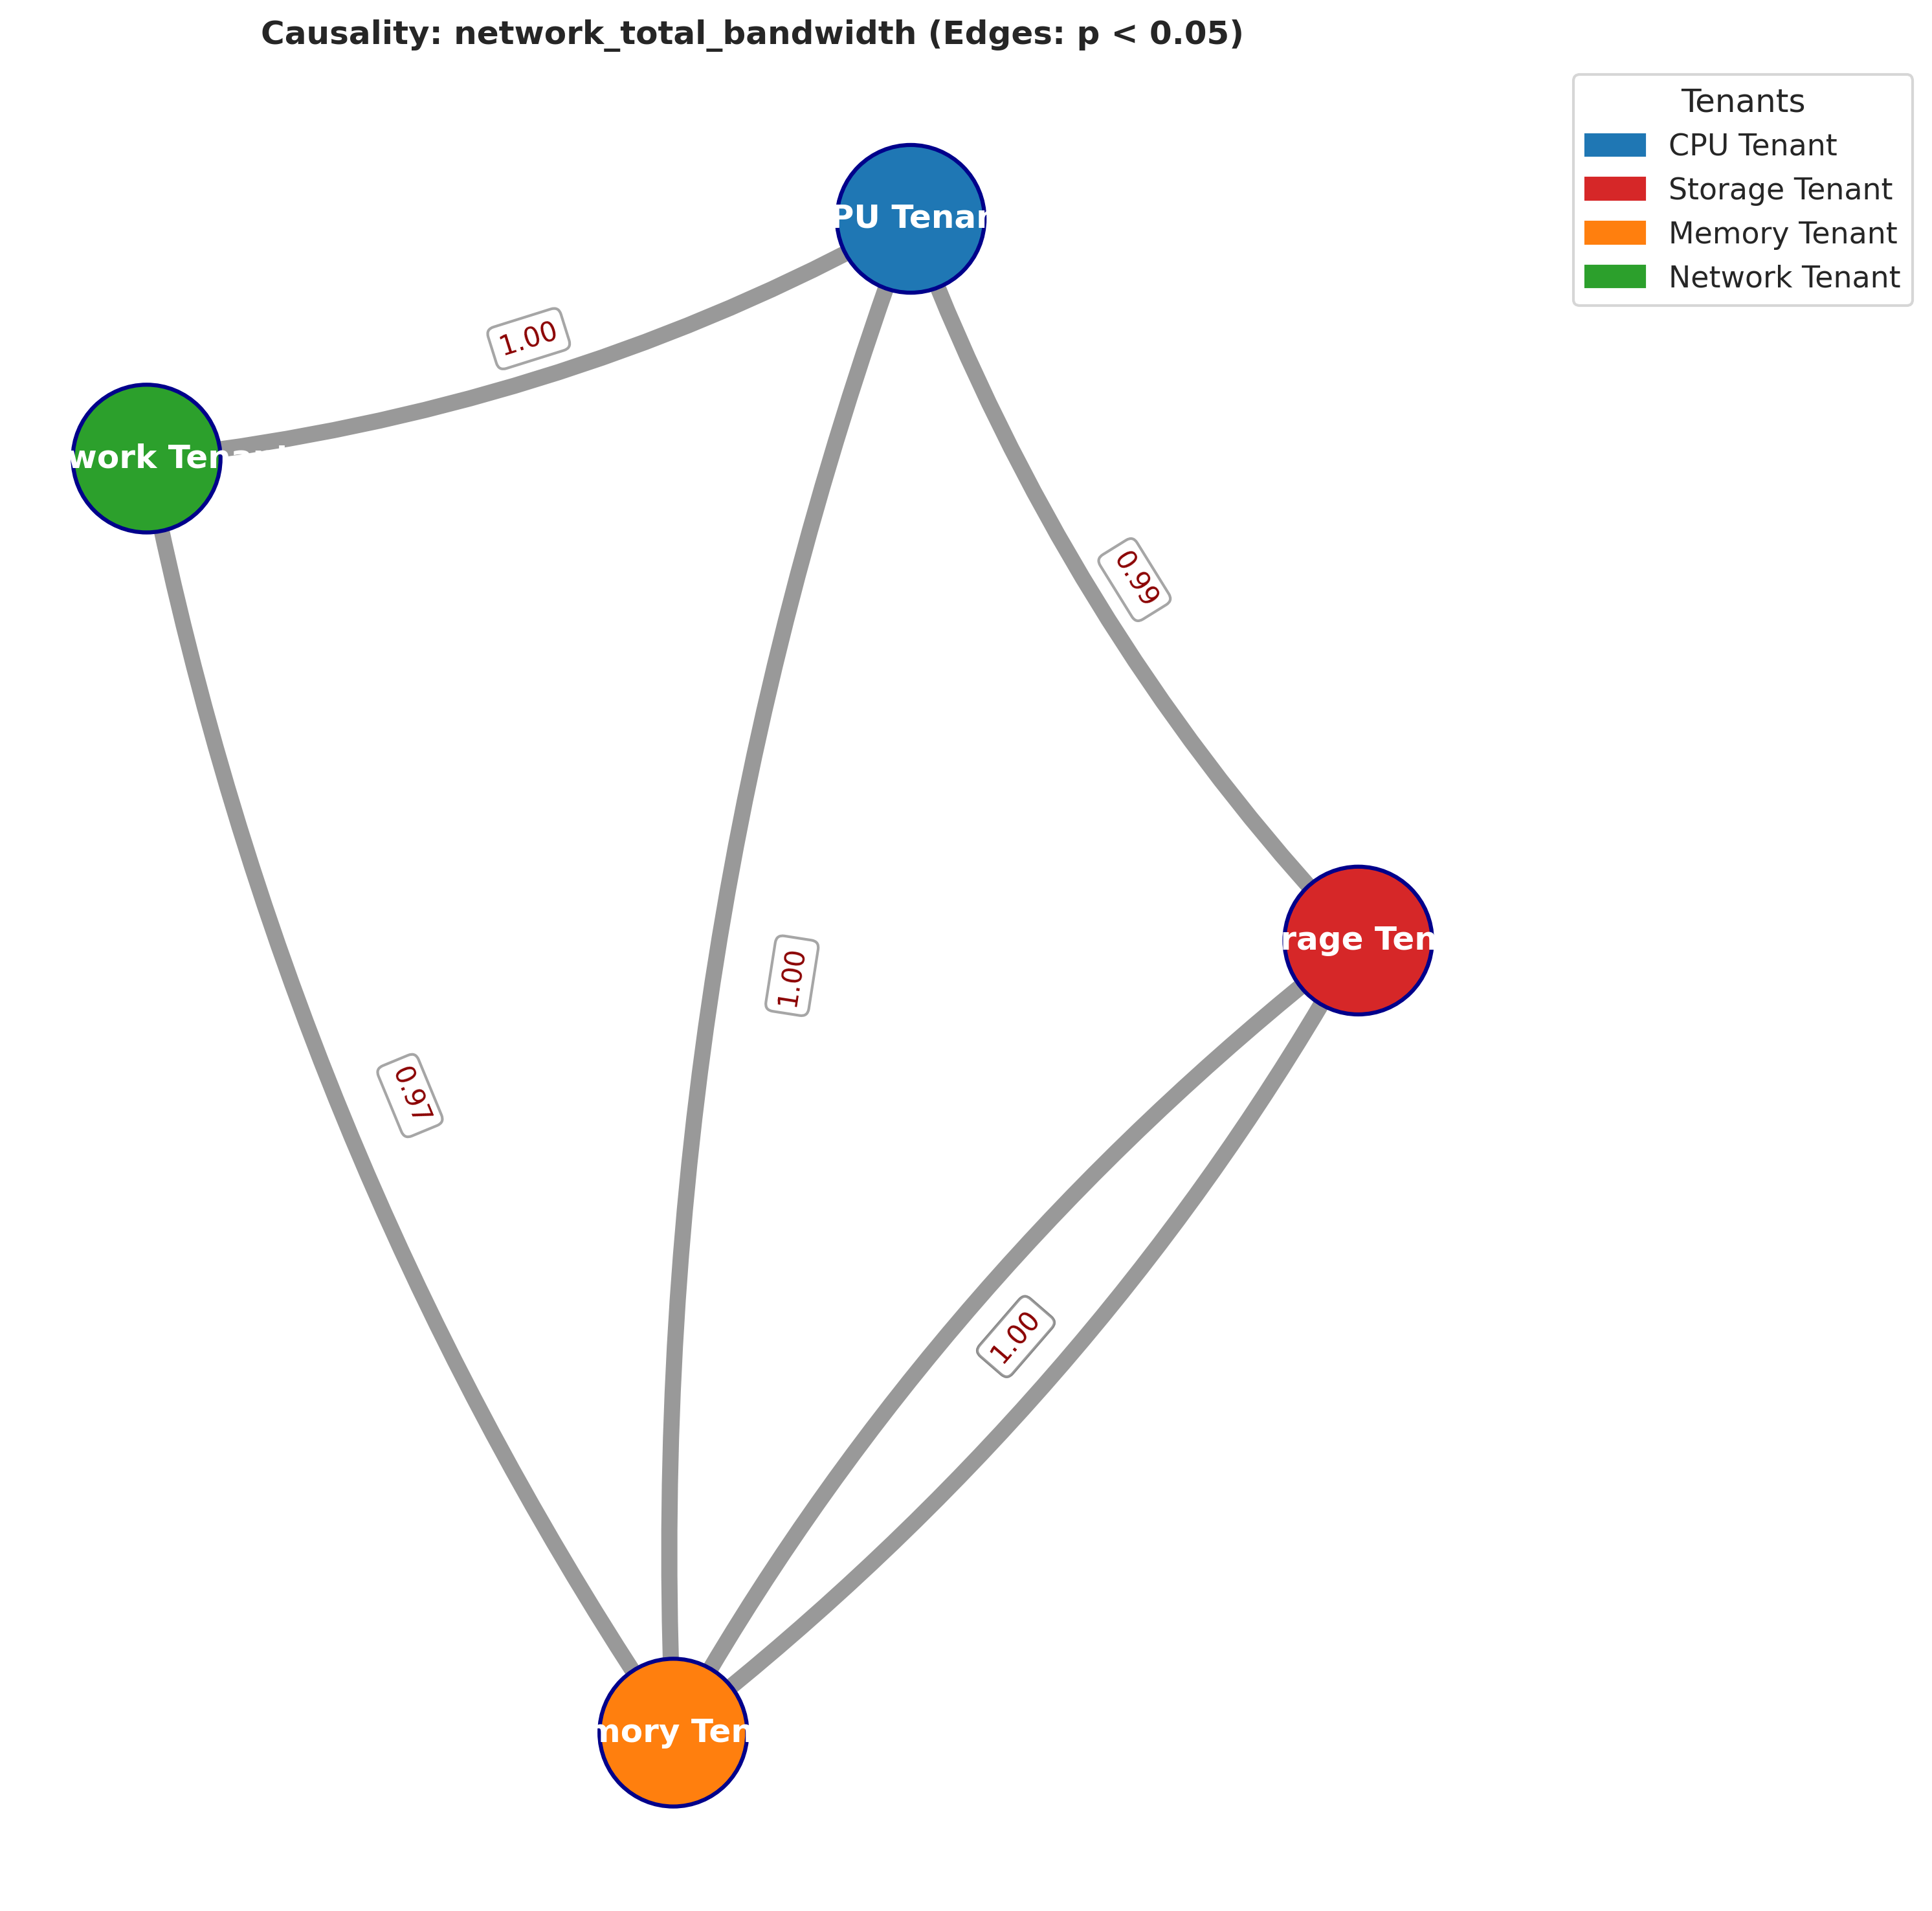 Causality: network_total_bandwidth (Edges: p < 0.05)
Tenants
CPU Tenant
Storage Tenant
Memory Tenant
Network Tenant
PU Tenan
1.00
work Tenant
0.99
rage Ten
1.00
0.97
1.00
mory Ten